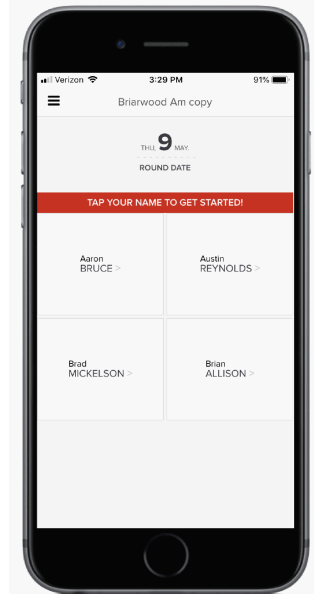 Verizon 3:29 PM 91%
Briarwood Am copy
THU, 9 MAY.
ROUND DATE
TAP YOUR NAME TO GET STARTED!
Aaron
BRUCE >
Austin
REYNOLDS >
Brad
MICKELSON >
Brian
ALLISON >